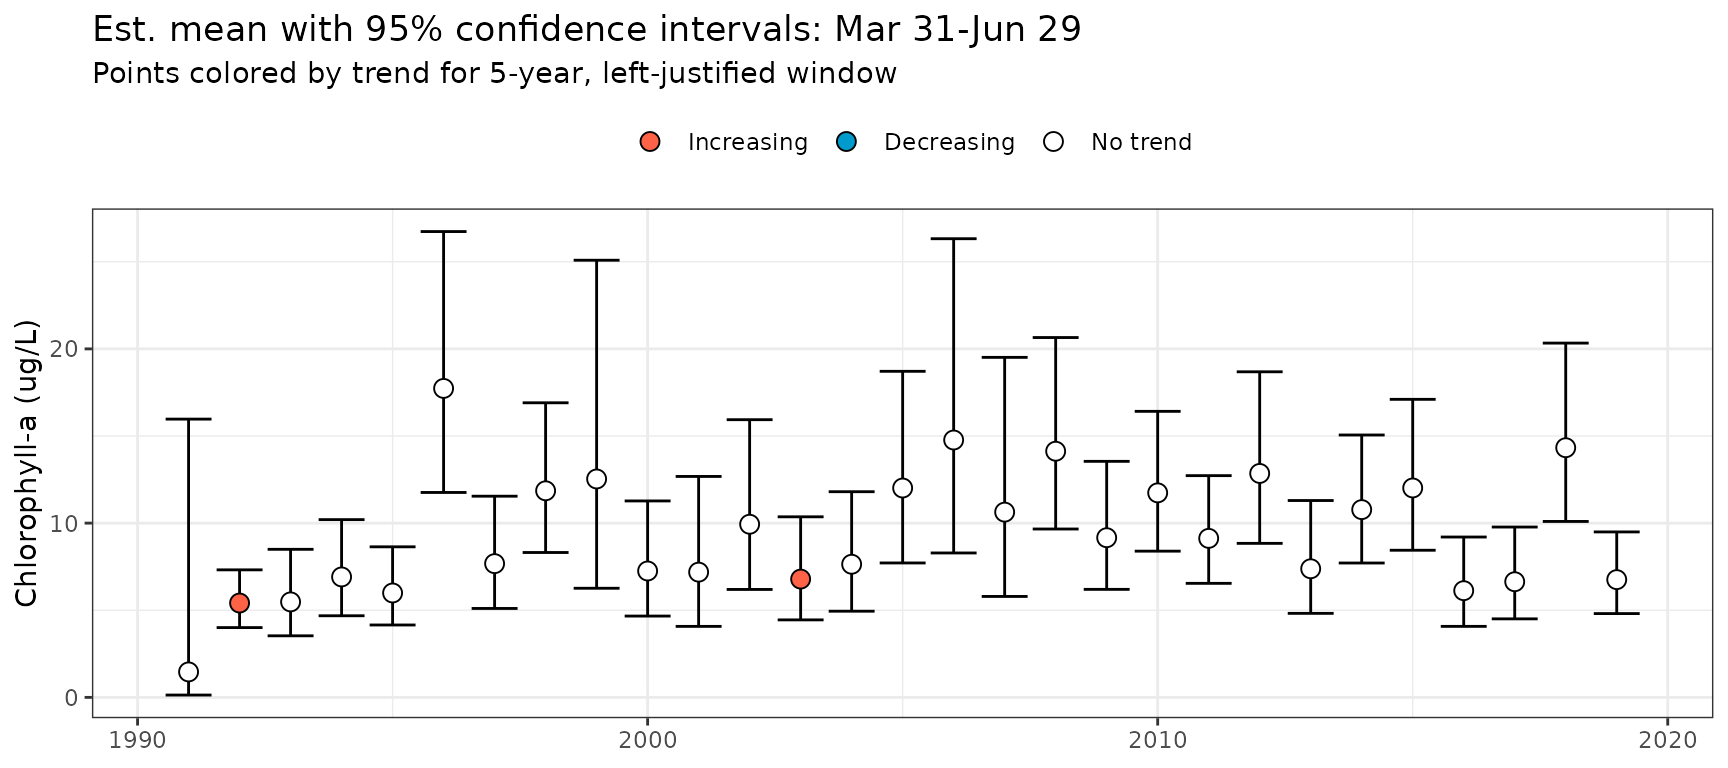 Est. mean with 95% confidence intervals: Mar 31-Jun 29
Points colored by trend for 5-year, left-justified window
Increasing Decreasing No trend
Chlorophyll-a (ug/L)
20
10
0
1990 2000 2010 2020